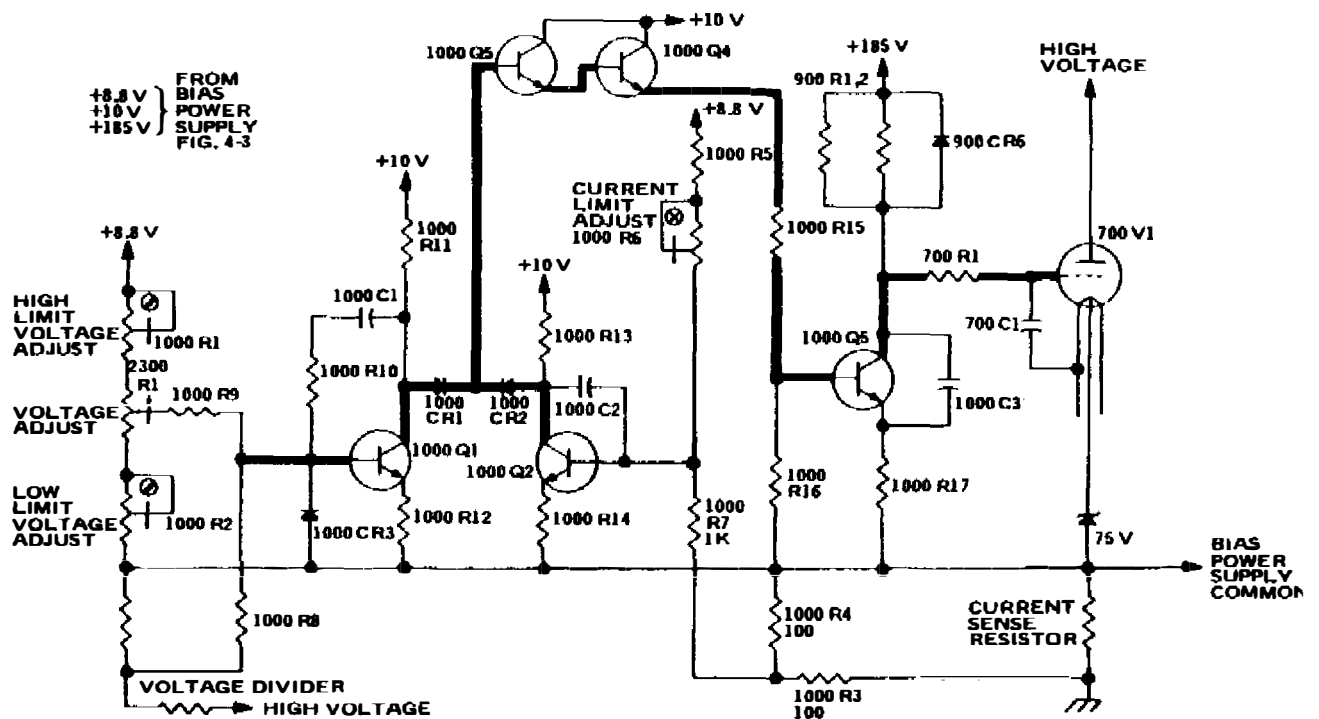 +8.8 V
+10 V
+185 V
FROM
BIAS
POWER
SUPPLY
FIG. 4-3
1000 Q5
1000 Q4
+10 V
+8.8 V
1000 R5
CURRENT
LIMIT
ADJUST
1000 R6
+185 V
900 R1,2
900 CR6
HIGH
VOLTAGE
700 V1
+10 V
1000
R11
1000 R15
700 R1
700 C1
+8.8 V
HIGH
LIMIT
VOLTAGE
ADJUST
1000 R1
2300
R1
VOLTAGE
ADJUST
1000 R9
LOW
LIMIT
VOLTAGE
ADJUST
1000 R2
1000 C1
1000 R10
+10 V
1000 R13
1000
CR1
1000
CR2
1000 C2
1000 Q1
1000 Q2
1000 Q5
1000 C3
1000 CR3
1000 R12
1000 R14
1000
R7
1K
1000
R16
1000 R17
75 V
BIAS
POWER
SUPPLY
COMMON
1000 R8
1000 R4
100
1000 R3
100
CURRENT
SENSE
RESISTOR
VOLTAGE DIVIDER
HIGH VOLTAGE